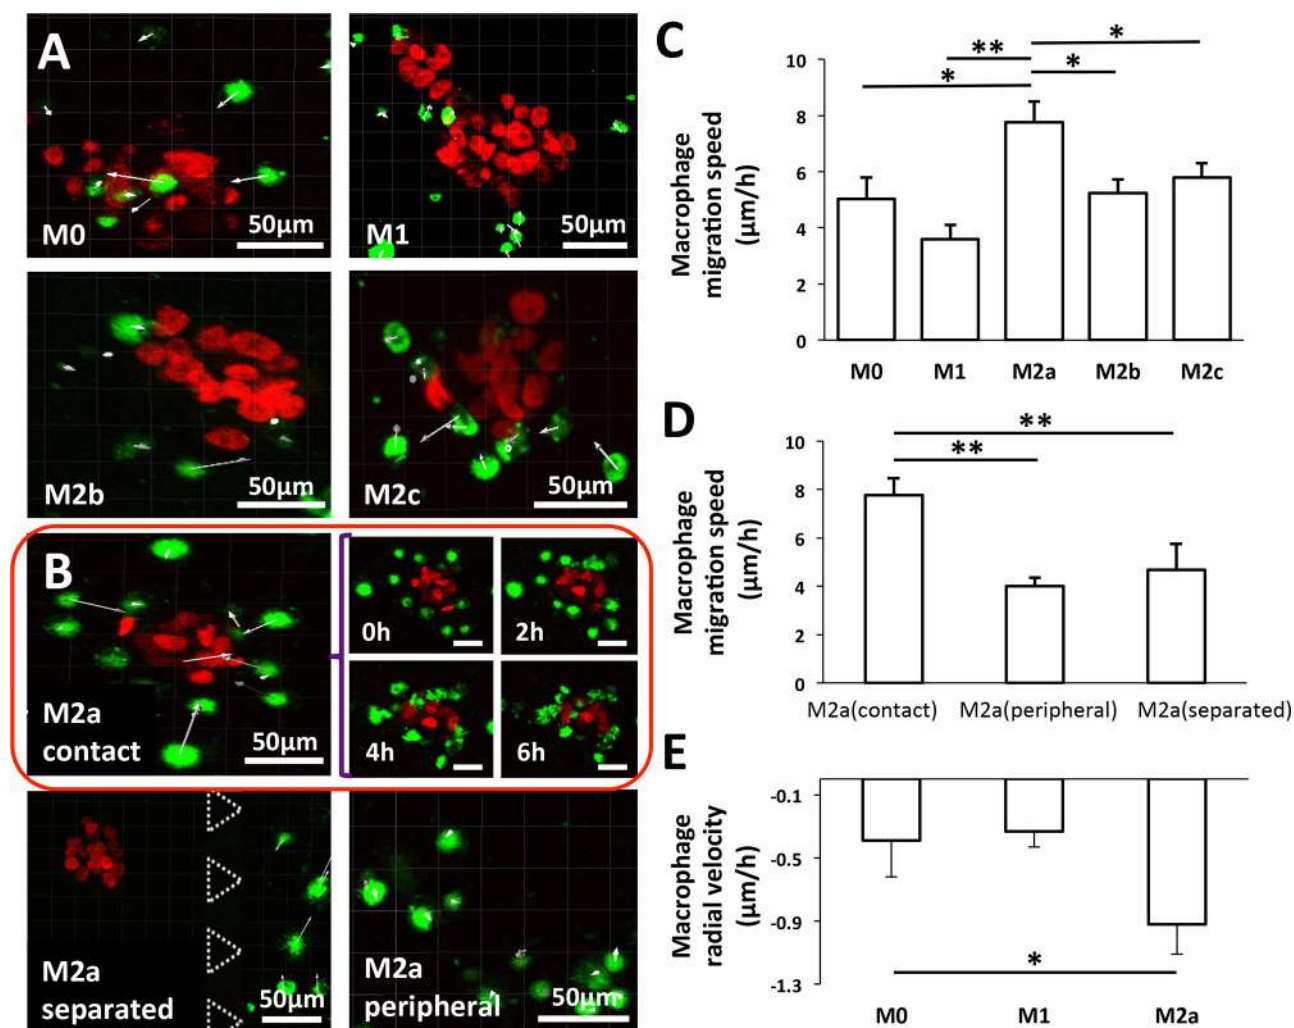 A
M0
50μm
M1
50μm
M2b
50μm
M2c
50μm
B
M2a
contact
50μm
0h
2h
4h
6h
M2a
separated
50μm
M2a
peripheral
50μm
C
Macrophage
migration speed
(μm/h)
10
8
6
4
2
0
*
**
*
*
M0 M1 M2a M2b M2c
D
Macrophage
migration speed
(μm/h)
10
8
6
4
2
0
**
**
M2a(contact) M2a(peripheral) M2a(separated)
E
Macrophage
radial velocity
(μm/h)
-0.1
-0.5
-0.9
-1.3
*
M0 M1 M2a